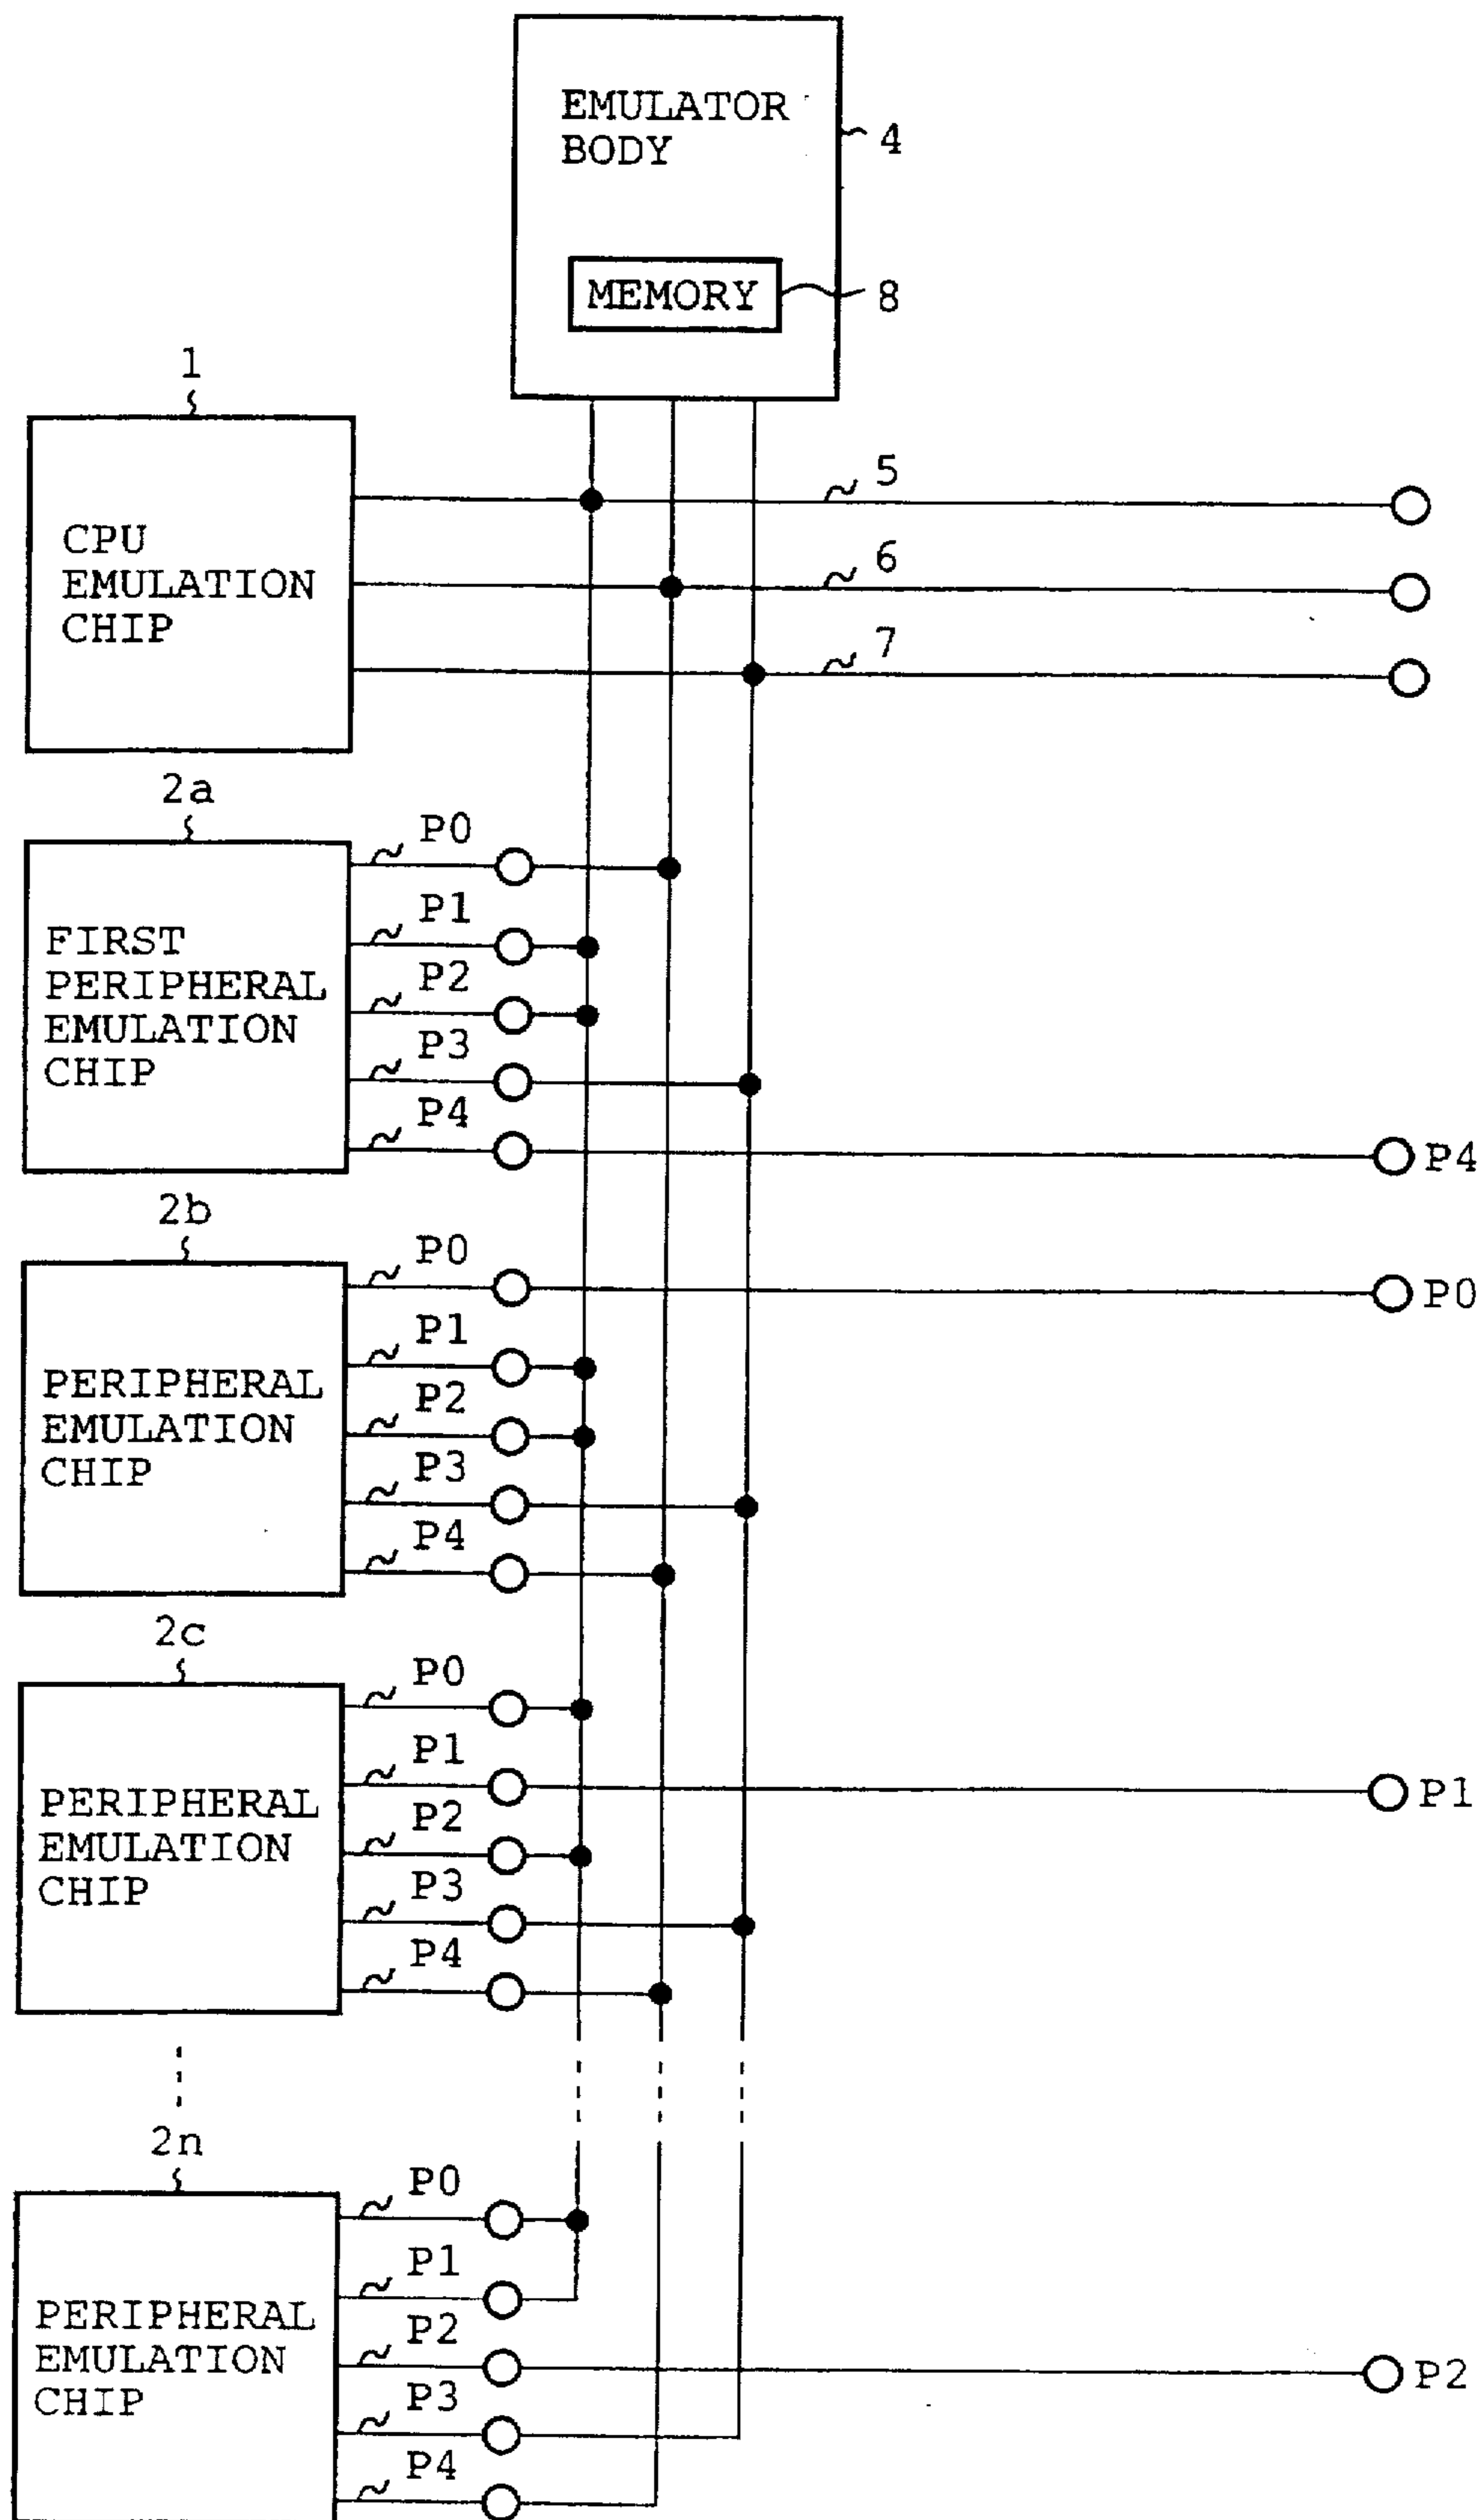 EMULATOR
BODY
4
MEMORY
8
1
CPU
EMULATION
CHIP
5
6
7
2a
FIRST
PERIPHERAL
EMULATION
CHIP
P0
P1
P2
P3
P4
P4
2b
PERIPHERAL
EMULATION
CHIP
P0
P0
P1
P2
P3
P4
2c
PERIPHERAL
EMULATION
CHIP
P0
P1
P1
P2
P3
P4
2n
PERIPHERAL
EMULATION
CHIP
P0
P1
P2
P2
P3
P4